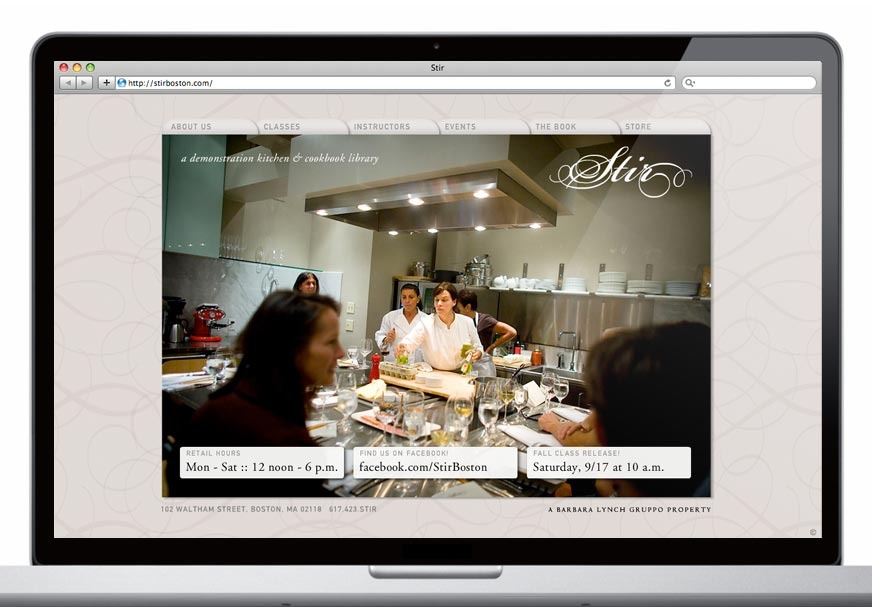 Stir
http://stirboston.com/
ABOUT US
CLASSES
INSTRUCTORS
EVENTS
THE BOOK
STORE
a demonstration kitchen & cookbook library
Stir
RETAIL HOURS
Mon - Sat :: 12 noon - 6 p.m.
FIND US ON FACEBOOK!
facebook.com/StirBoston
FALL CLASS RELEASE!
Saturday, 9/17 at 10 a.m.
102 WALTHAM STREET, BOSTON, MA 02118 617.423.STIR
A BARBARA LYNCH GRUPPO PROPERTY
©